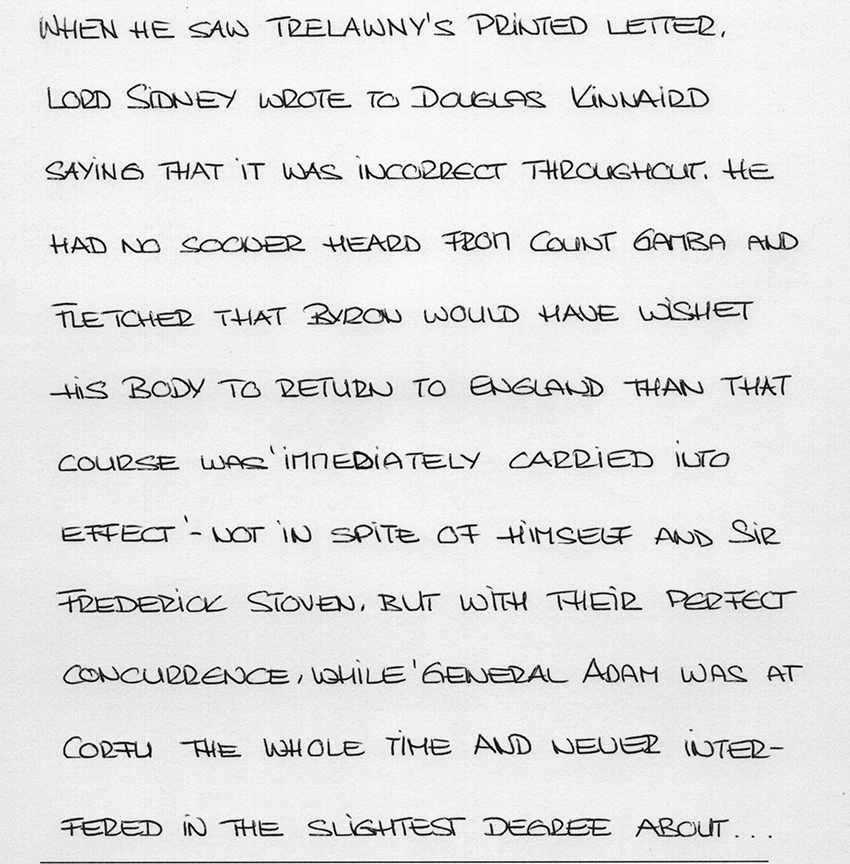 WHEN HE SAW TRELAWNY'S PRINTED LETTER,
LORD SIDNEY WROTE TO DOUGLAS KINNAIRD
SAYING THAT IT WAS INCORRECT THROUGHOUT. HE
HAD NO SOONER HEARD FROM COUNT GAMBA AND
FLETCHER THAT BYRON WOULD HAVE WISHET
HIS BODY TO RETURN TO ENGLAND THAN THAT
COURSE WAS 'IMMEDIATELY CARRIED INTO
EFFECT' - NOT IN SPITE OF HIMSELF AND SIR
FREDERICK STOVEN, BUT WITH THEIR PERFECT
CONCURRENCE, WHILE 'GENERAL ADAM WAS AT
CORFU THE WHOLE TIME AND NEVER INTER-
FERED IN THE SLIGHTEST DEGREE ABOUT...